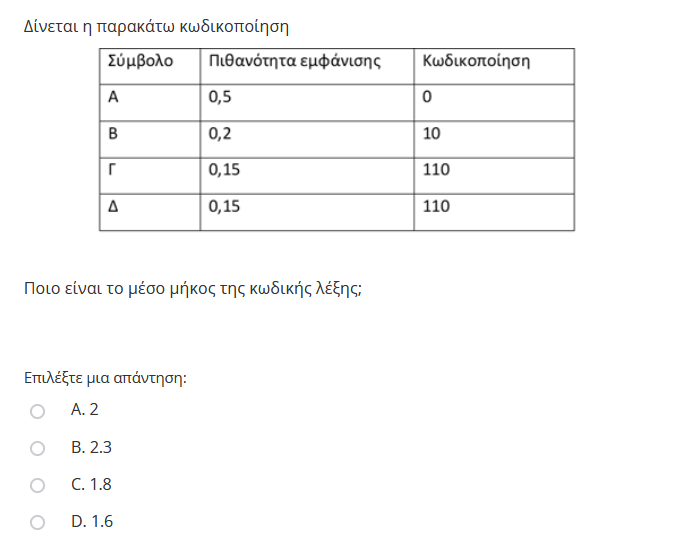 Δίνεται η παρακάτω κωδικοποίηση
Σύμβολο Πιθανότητα εμφάνισης Κωδικοποίηση
Α 0,5 0
Β 0,2 10
Γ 0,15 110
Δ 0,15 110
Ποιο είναι το μέσο μήκος της κωδικής λέξης;
Επιλέξτε μια απάντηση:
A. 2
B. 2.3
C. 1.8
D. 1.6